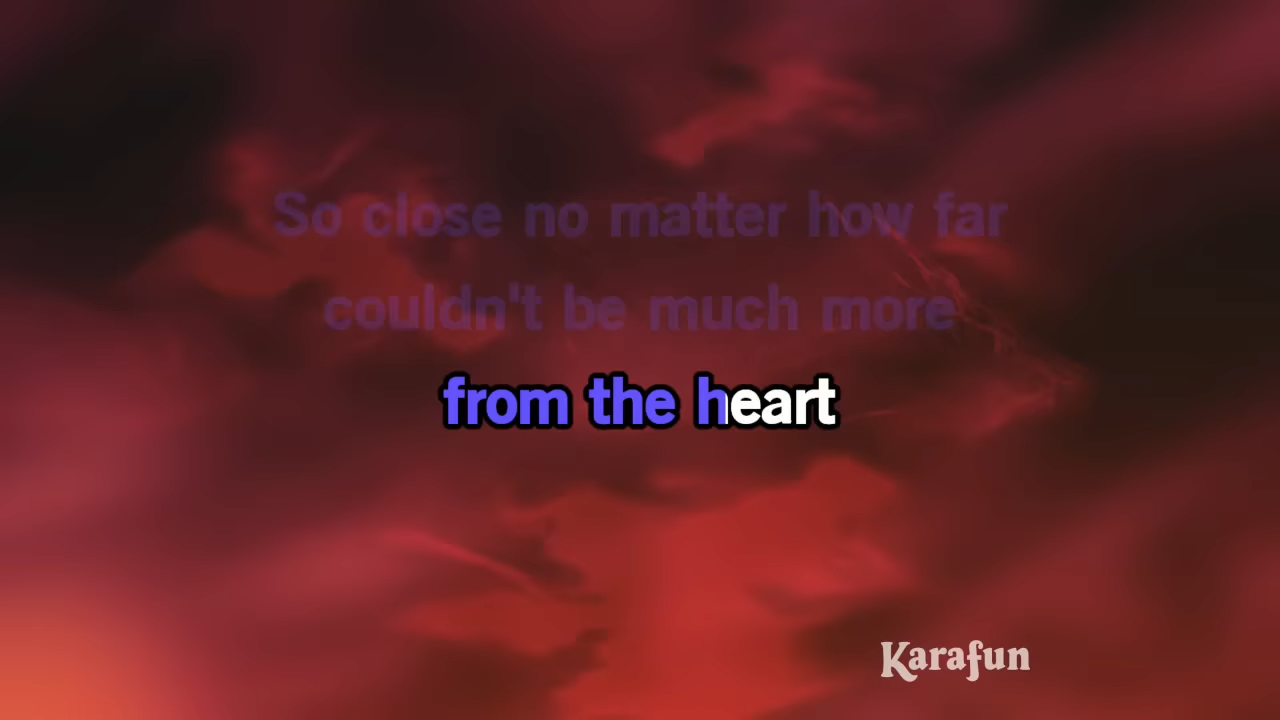 So close no matter how far
couldn't be much more
from the heart
Karafun